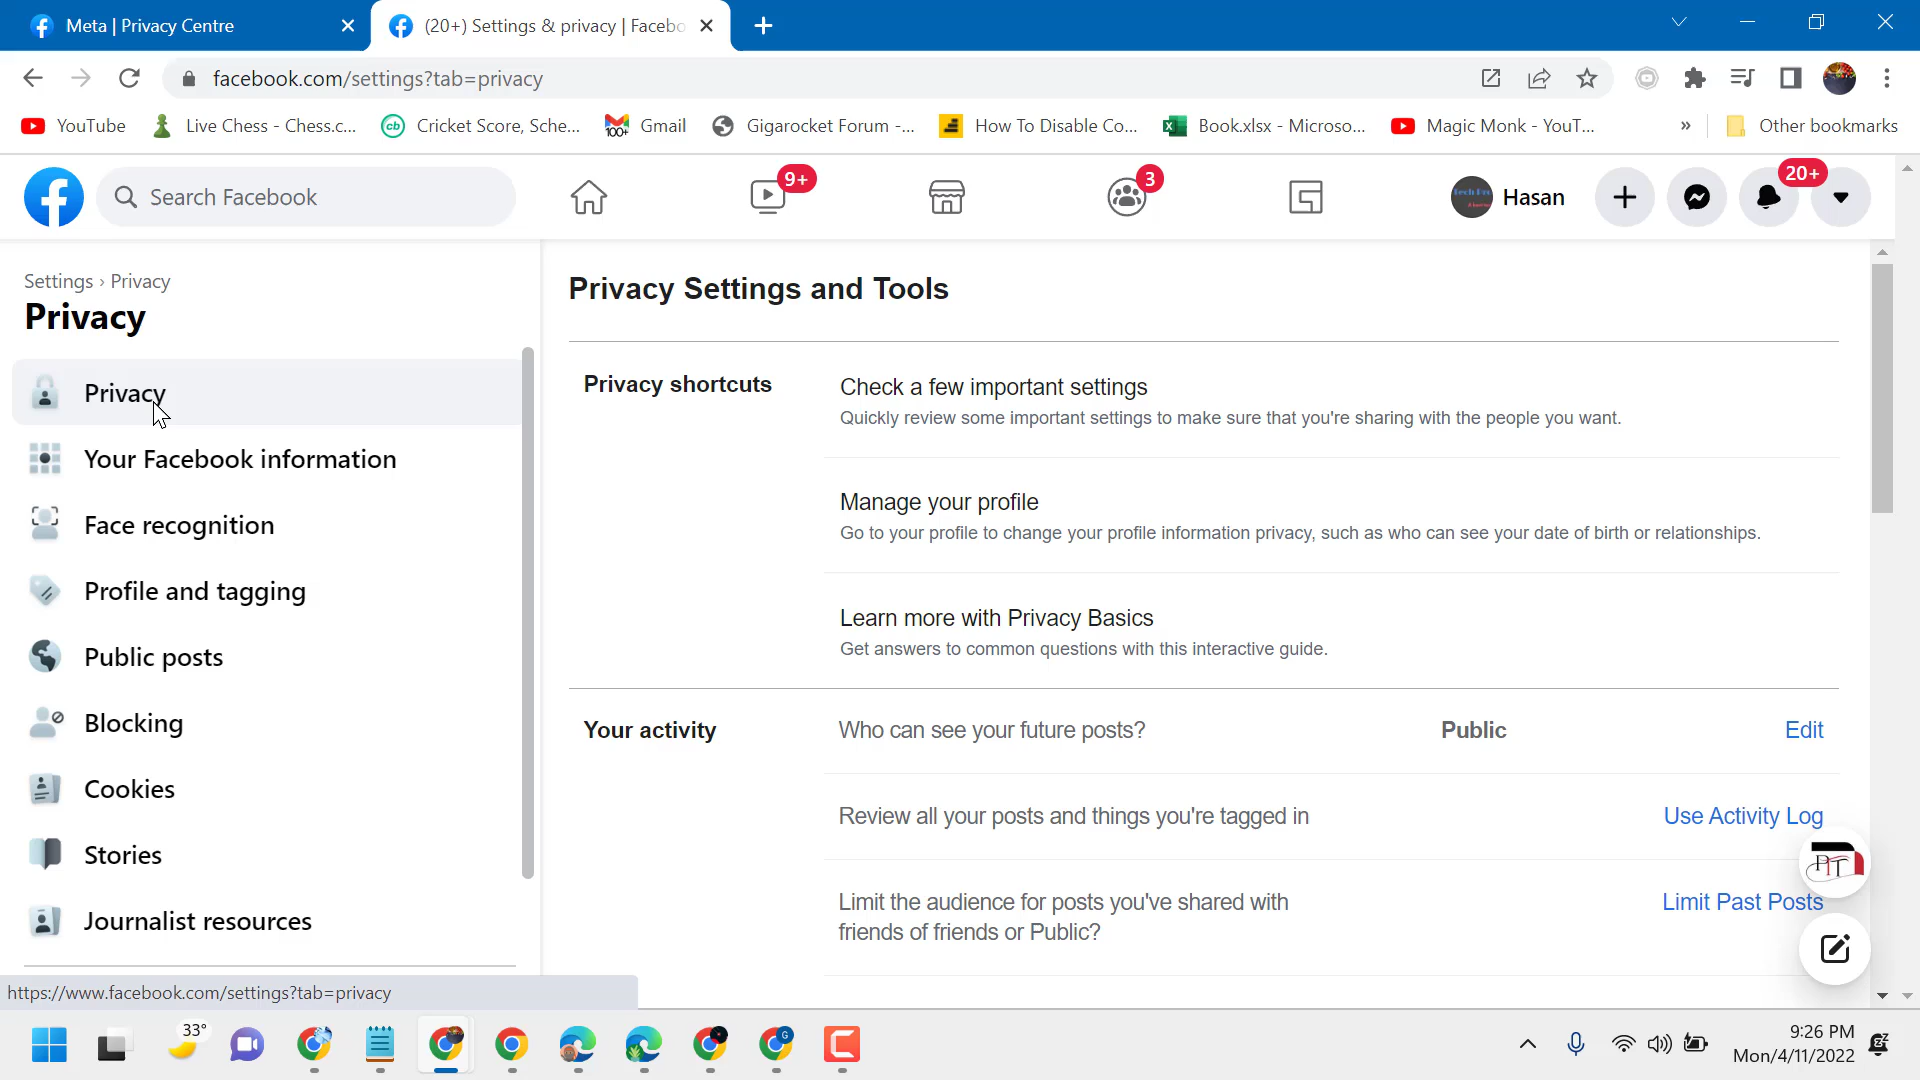 Meta | Privacy Centre
(20+) Settings & privacy | Facebo
facebook.com/settings?tab=privacy
YouTube
Live Chess - Chess.c...
Cricket Score, Sche...
100+
Gmail
Gigarocket Forum -...
How To Disable Co...
Book.xlsx - Microso...
Magic Monk - YouT...
»
Other bookmarks
Search Facebook
9+
3
Hasan
20+
Settings › Privacy
Privacy
Privacy
Your Facebook information
Face recognition
Profile and tagging
Public posts
Blocking
Cookies
Stories
Journalist resources
https://www.facebook.com/settings?tab=privacy
Privacy Settings and Tools
Privacy shortcuts
Check a few important settings
Quickly review some important settings to make sure that you're sharing with the people you want.
Manage your profile
Go to your profile to change your profile information privacy, such as who can see your date of birth or relationships.
Learn more with Privacy Basics
Get answers to common questions with this interactive guide.
Your activity
Who can see your future posts?
Public
Edit
Review all your posts and things you're tagged in
Use Activity Log
Limit the audience for posts you've shared with
friends of friends or Public?
Limit Past Posts
33°
9:26 PM
Mon/4/11/2022